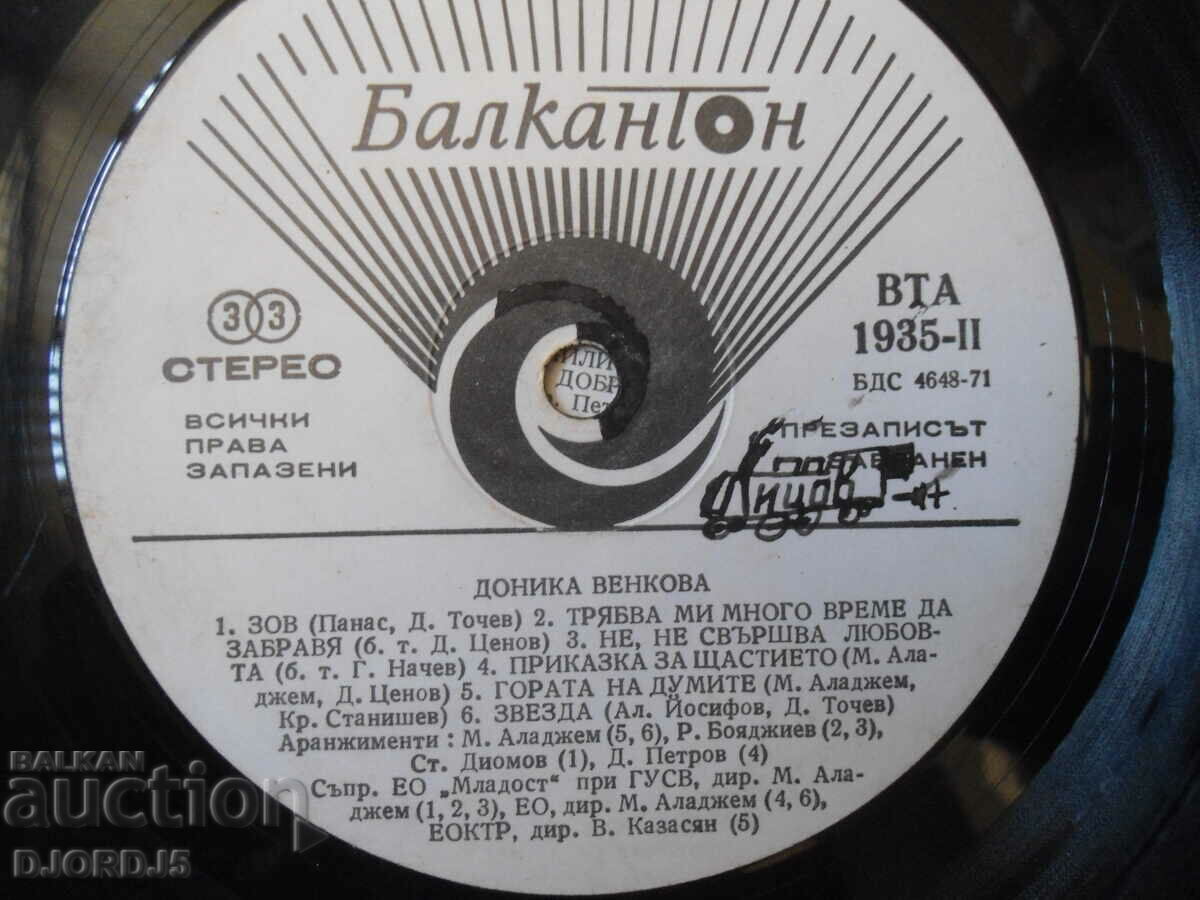 Балкантон
33
СТЕРЕО
ВСИЧКИ
ПРАВА
ЗАПАЗЕНИ
ВТА
1935-II
БДС 4648-71
ПРЕЗАПИСЪТ
ДОБР
Пет
ДОНИКА ВЕНКОВА
1. ЗОВ (Панас, Д. Точев) 2. ТРЯБВА МИ МНОГО ВРЕМЕ ДА
ЗАБРАВЯ (б. т. Д. Ценов) 3. НЕ, НЕ СВЪРШВА ЛЮБОВ-
ТА (б. т. Г. Начев) 4. ПРИКАЗКА ЗА ЩАСТИЕТО (М. Ала-
джем, Д. Ценов) 5. ГОРАТА НА ДУМИТЕ (М. Аладжем,
Кр. Станишев) 6. ЗВЕЗДА (Ал. Йосифов, Д. Точев)
Аранжименти : М. Аладжем (5, 6), Р. Бояджиев (2, 3),
Ст. Диомов (1), Д. Петров (4)
Съпр. ЕО „Младост“ при ГУСВ, дир. М. Ала-
джем (1, 2, 3), ЕО, дир. М. Аладжем (4, 6),
ЕОКТР, дир. В. Казасян (5)
BALKAN
auction
DJORDJ5